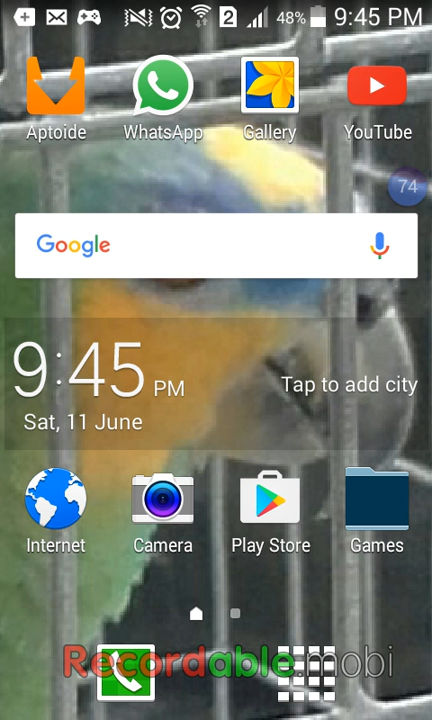 2 48% 9:45 PM
Aptoide WhatsApp Gallery YouTube
74
Google
9:45 PM
Tap to add city
Sat, 11 June
Internet Camera Play Store Games
Recordable.mobi